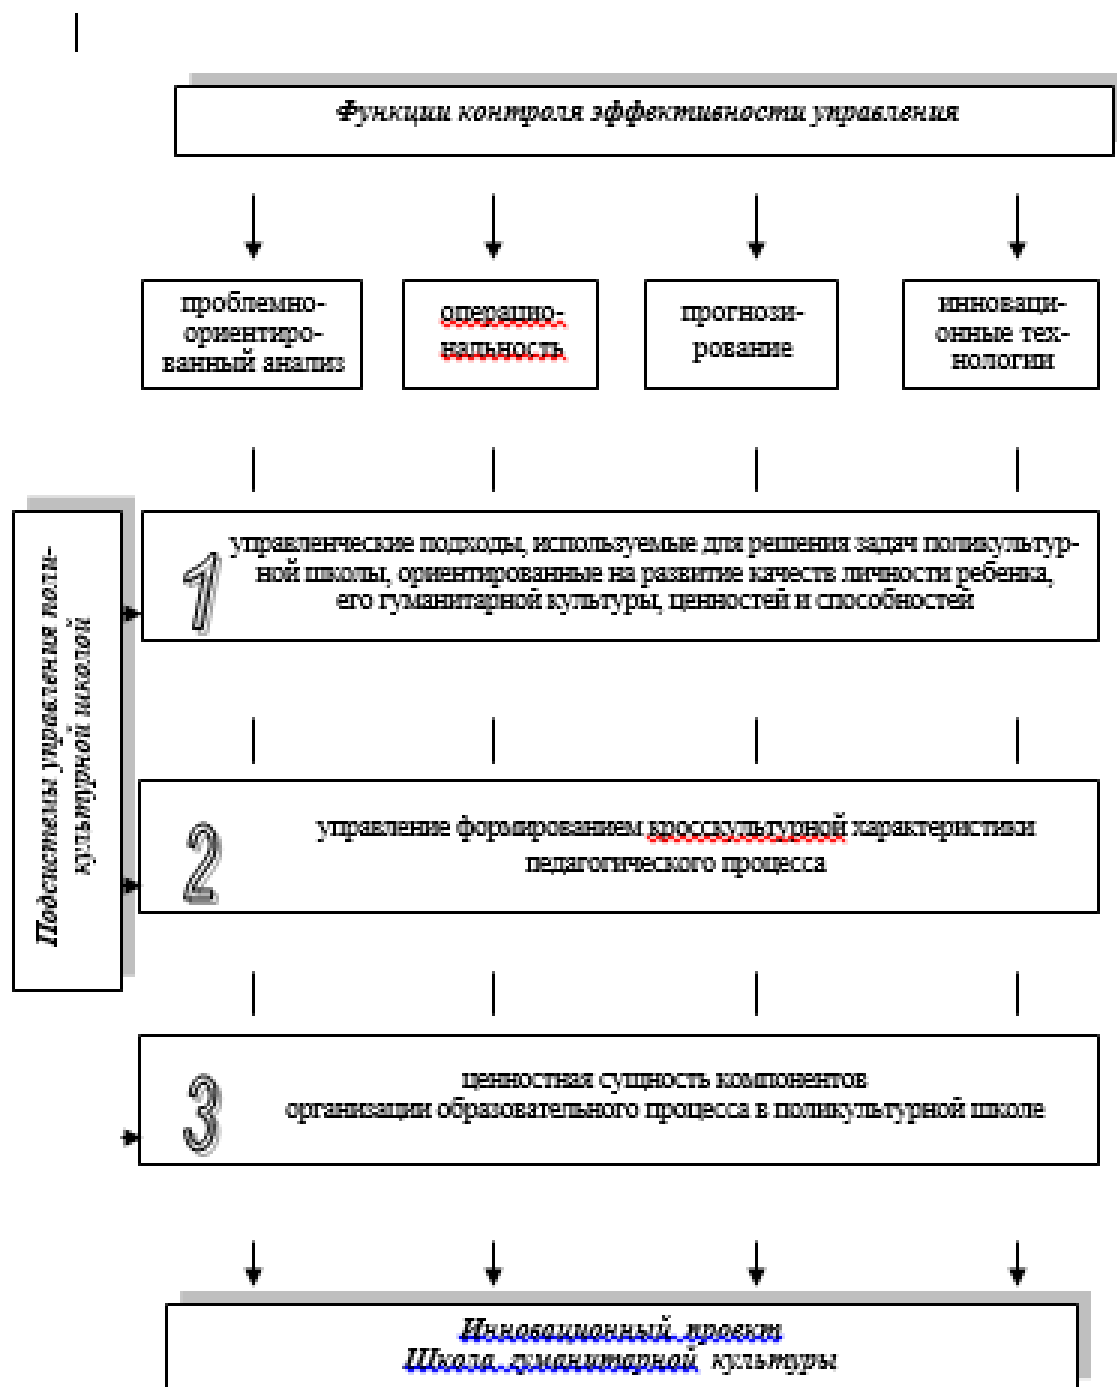 Функции контроля эффективности управления
проблемно-
ориентиро-
ванный анализ
операцио-
нальность
прогнози-
рование
инноваци-
онные тех-
нологии
Подсистемы управления поли-
культурной школой
1
управленческие подходы, используемые для решения задач поликультур-
ной школы, ориентированные на развитие качеств личности ребенка,
его гуманитарной культуры, ценностей и способностей
2
управление формированием кросскультурной характеристики
педагогического процесса
3
ценностная сущность компонентов
организации образовательного процесса в поликультурной школе
Инновационный проект
Школа гуманитарной культуры